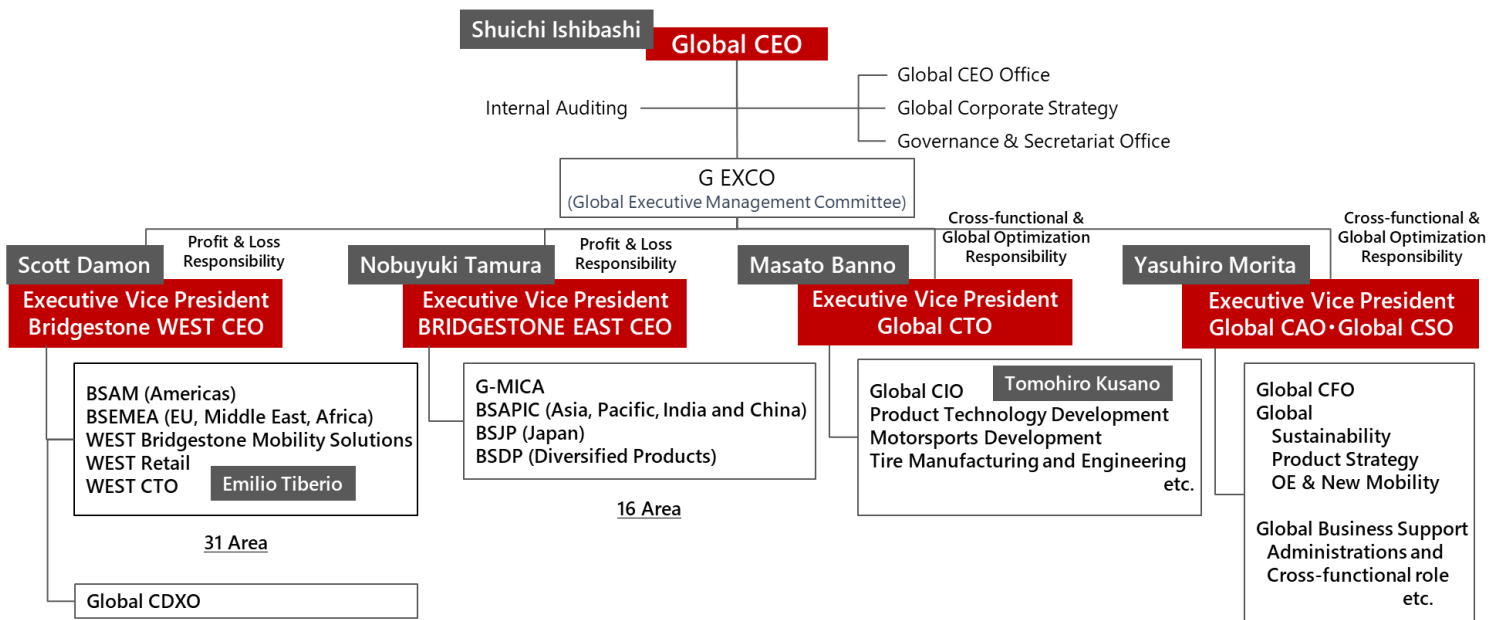 Shuichi Ishibashi
Global CEO
Internal Auditing
Global CEO Office
Global Corporate Strategy
Governance & Secretariat Office
G EXCO
(Global Executive Management Committee)
Scott Damon
Profit & Loss
Responsibility
Executive Vice President
Bridgestone WEST CEO
BSAM (Americas)
BSEMEA (EU, Middle East, Africa)
WEST Bridgestone Mobility Solutions
WEST Retail
WEST CTO
Emilio Tiberio
31 Area
Global CDXO
Nobuyuki Tamura
Profit & Loss
Responsibility
Executive Vice President
BRIDGESTONE EAST CEO
G-MICA
BSAPIC (Asia, Pacific, India and China)
BSJP (Japan)
BSDP (Diversified Products)
16 Area
Masato Banno
Cross-functional &
Global Optimization
Responsibility
Executive Vice President
Global CTO
Global CIO
Tomohiro Kusano
Product Technology Development
Motorsports Development
Tire Manufacturing and Engineering
etc.
Yasuhiro Morita
Cross-functional &
Global Optimization
Responsibility
Executive Vice President
Global CAO・Global CSO
Global CFO
Global
Sustainability
Product Strategy
OE & New Mobility
Global Business Support
Administrations and
Cross-functional role
etc.